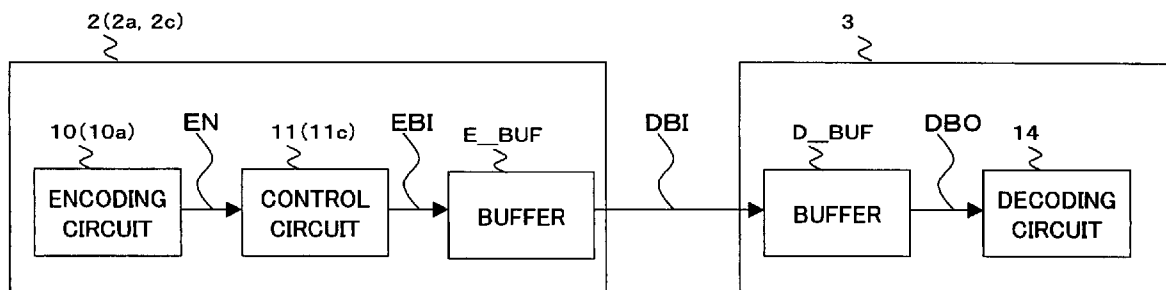 2(2a, 2c)
3
10(10a)
EN
11(11c)
EBI
E_BUF
DBI
D_BUF
DBO
14
ENCODING
CIRCUIT
CONTROL
CIRCUIT
BUFFER
BUFFER
DECODING
CIRCUIT